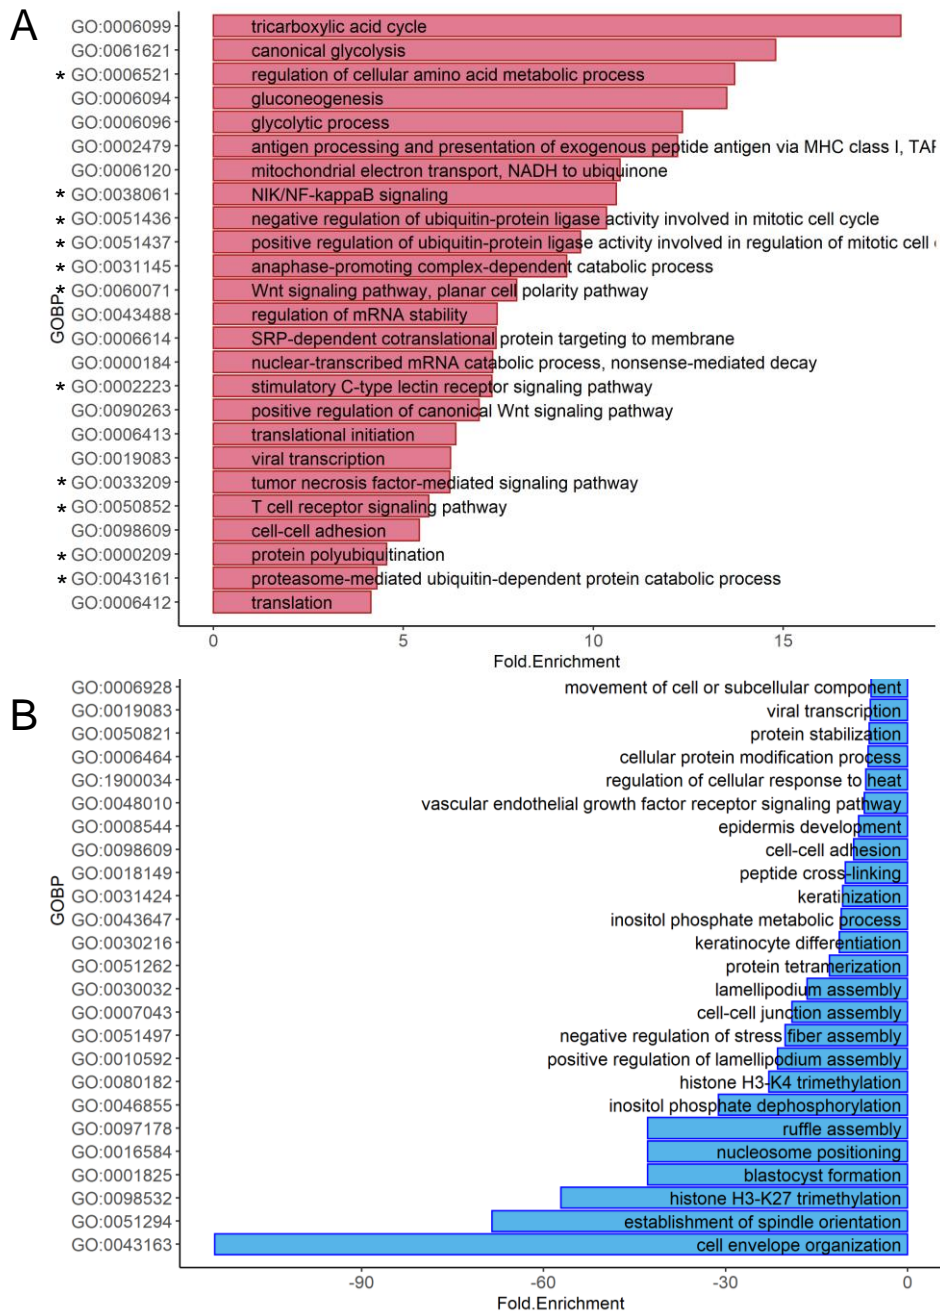 A
GO:0006099 tricarboxylic acid cycle
GO:0061621 canonical glycolysis
* GO:0006521 regulation of cellular amino acid metabolic process
GO:0006094 gluconeogenesis
GO:0006096 glycolytic process
GO:0002479 antigen processing and presentation of exogenous peptide antigen via MHC class I, TAP
GO:0006120 mitochondrial electron transport, NADH to ubiquinone
* GO:0038061 NIK/NF-kappaB signaling
* GO:0051436 negative regulation of ubiquitin-protein ligase activity involved in mitotic cell cycle
* GO:0051437 positive regulation of ubiquitin-protein ligase activity involved in regulation of mitotic cell
* GO:0031145 anaphase-promoting complex-dependent catabolic process
* GO:0060071 Wnt signaling pathway, planar cell polarity pathway
GOBP
GO:0043488 regulation of mRNA stability
GO:0006614 SRP-dependent cotranslational protein targeting to membrane
GO:0000184 nuclear-transcribed mRNA catabolic process, nonsense-mediated decay
* GO:0002223 stimulatory C-type lectin receptor signaling pathway
GO:0090263 positive regulation of canonical Wnt signaling pathway
GO:0006413 translational initiation
GO:0019083 viral transcription
* GO:0033209 tumor necrosis factor-mediated signaling pathway
* GO:0050852 T cell receptor signaling pathway
GO:0098609 cell-cell adhesion
* GO:0000209 protein polyubiquitination
* GO:0043161 proteasome-mediated ubiquitin-dependent protein catabolic process
GO:0006412 translation
0 5 10 15
Fold.Enrichment
B
GO:0006928 movement of cell or subcellular component
GO:0019083 viral transcription
GO:0050821 protein stabilization
GO:0006464 cellular protein modification process
GO:1900034 regulation of cellular response to heat
GO:0048010 vascular endothelial growth factor receptor signaling pathway
GO:0008544 epidermis development
GO:0098609 cell-cell adhesion
GO:0018149 peptide cross-linking
GOBP
GO:0031424 keratinization
GO:0043647 inositol phosphate metabolic process
GO:0030216 keratinocyte differentiation
GO:0051262 protein tetramerization
GO:0030032 lamellipodium assembly
GO:0007043 cell-cell junction assembly
GO:0051497 negative regulation of stress fiber assembly
GO:0010592 positive regulation of lamellipodium assembly
GO:0080182 histone H3-K4 trimethylation
GO:0046855 inositol phosphate dephosphorylation
GO:0097178 ruffle assembly
GO:0016584 nucleosome positioning
GO:0001825 blastocyst formation
GO:0098532 histone H3-K27 trimethylation
GO:0051294 establishment of spindle orientation
GO:0043163 cell envelope organization
-90 -60 -30 0
Fold.Enrichment